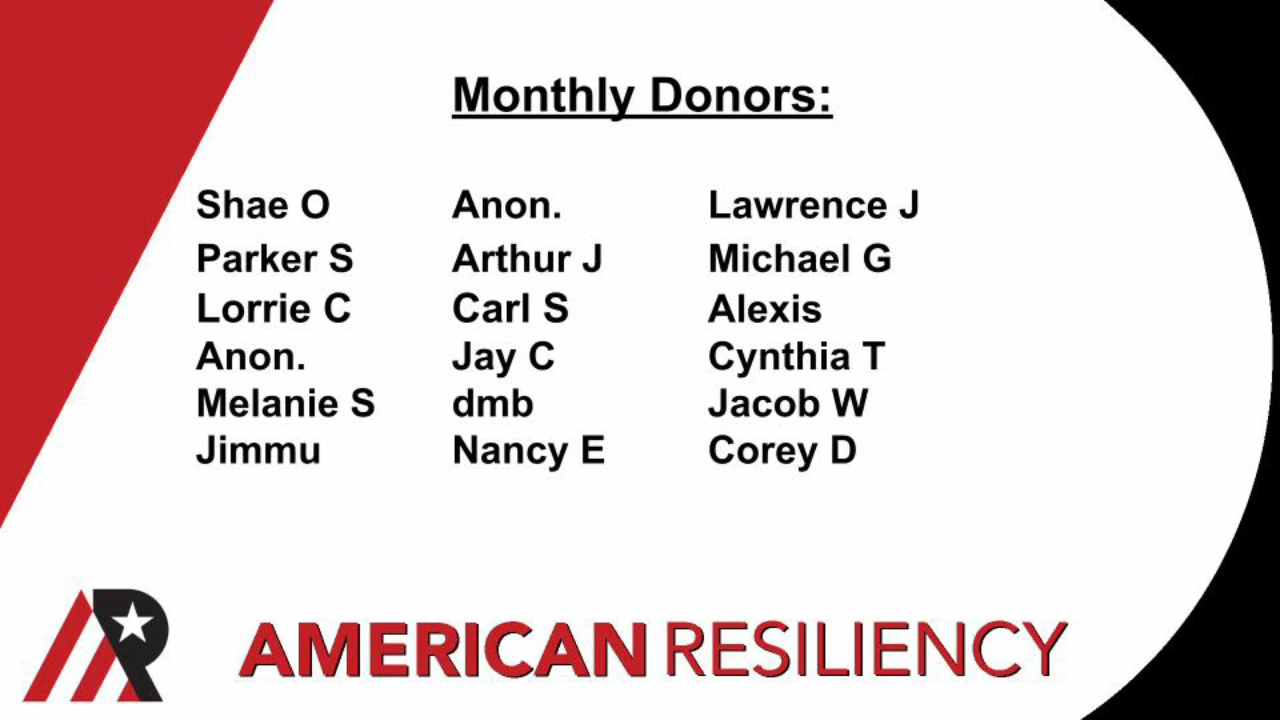 Monthly Donors:
Shae O Anon. Lawrence J
Parker S Arthur J Michael G
Lorrie C Carl S Alexis
Anon. Jay C Cynthia T
Melanie S dmb Jacob W
Jimmu Nancy E Corey D
AR AMERICAN RESILIENCY